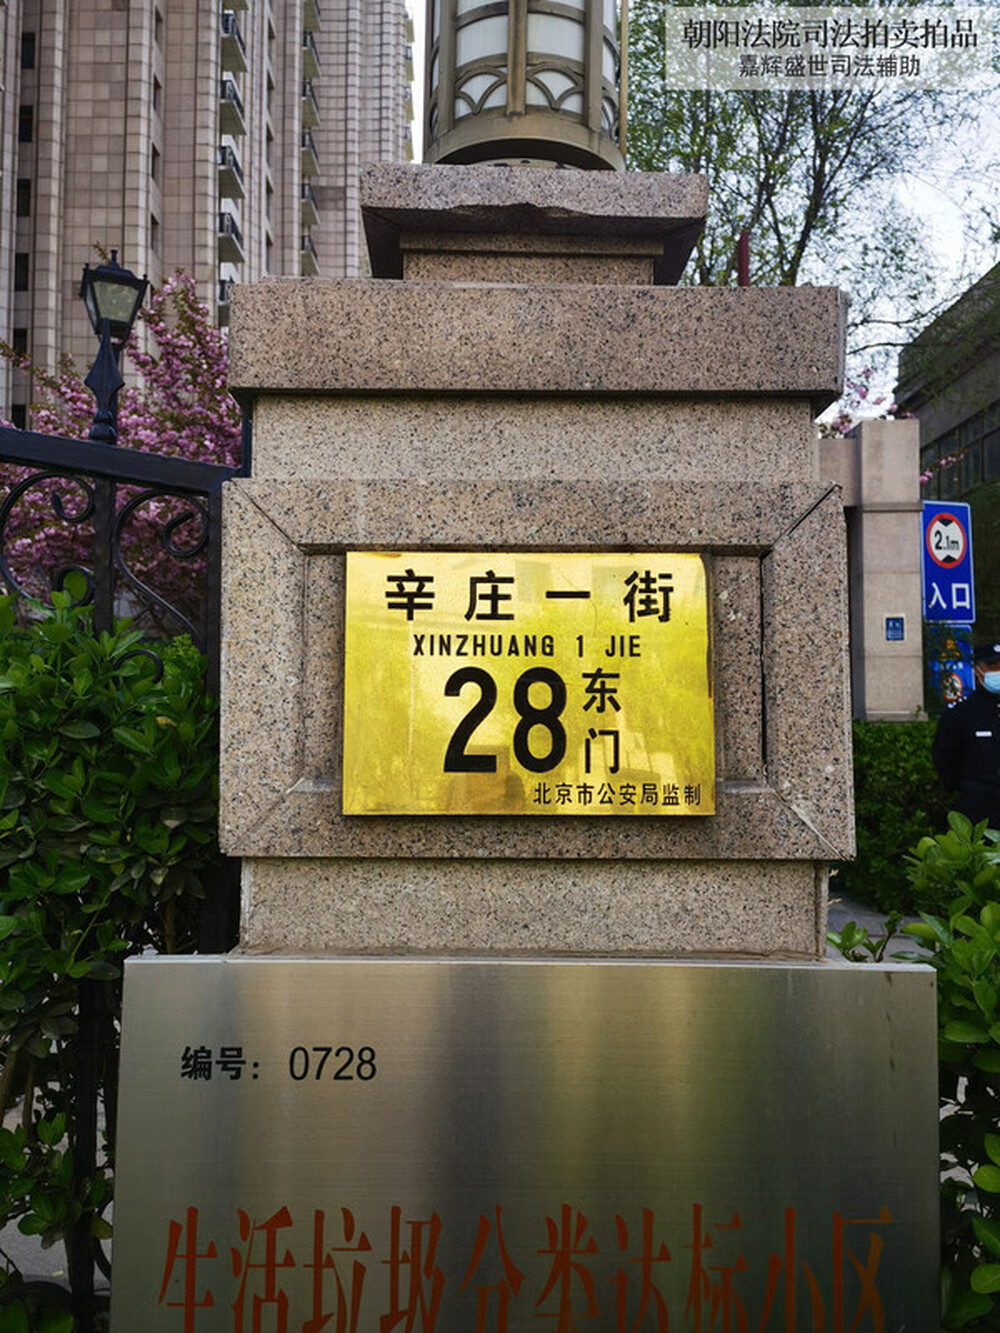 朝阳法院司法拍卖拍品
嘉辉盛世司法辅助
辛庄一街
XINZHUANG 1 JIE
28 东门
北京市公安局监制
2.1m
入口
编号：0728
生活垃圾分类达标小区